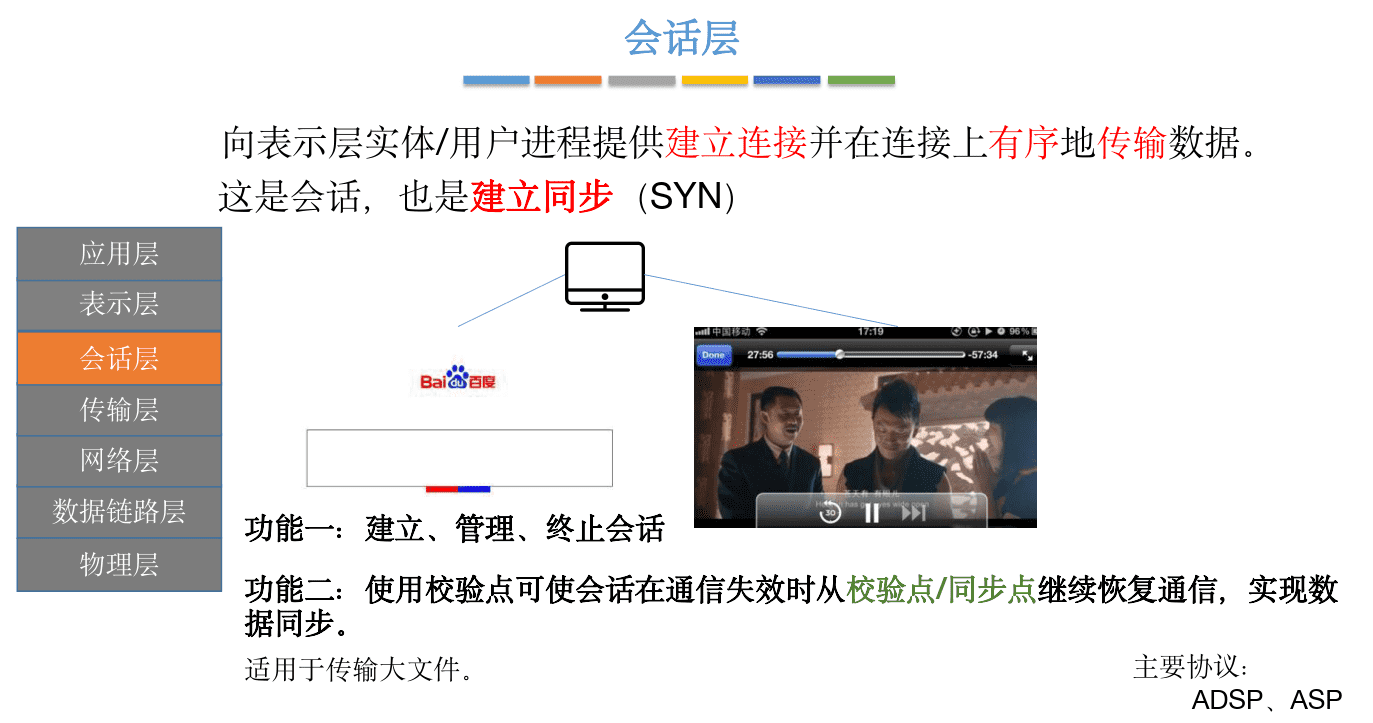 会话层
向表示层实体/用户进程提供建立连接并在连接上有序地传输数据。
这是会话，也是建立同步（SYN）
应用层
表示层
会话层
传输层
网络层
数据链路层
物理层
Baidu百度
中国移动 17:19 96%
Done 27:56 -57:34
苍天有 有眼儿
30
功能一：建立、管理、终止会话
功能二：使用校验点可使会话在通信失效时从校验点/同步点继续恢复通信，实现数
据同步。
适用于传输大文件。
主要协议：
ADSP、ASP